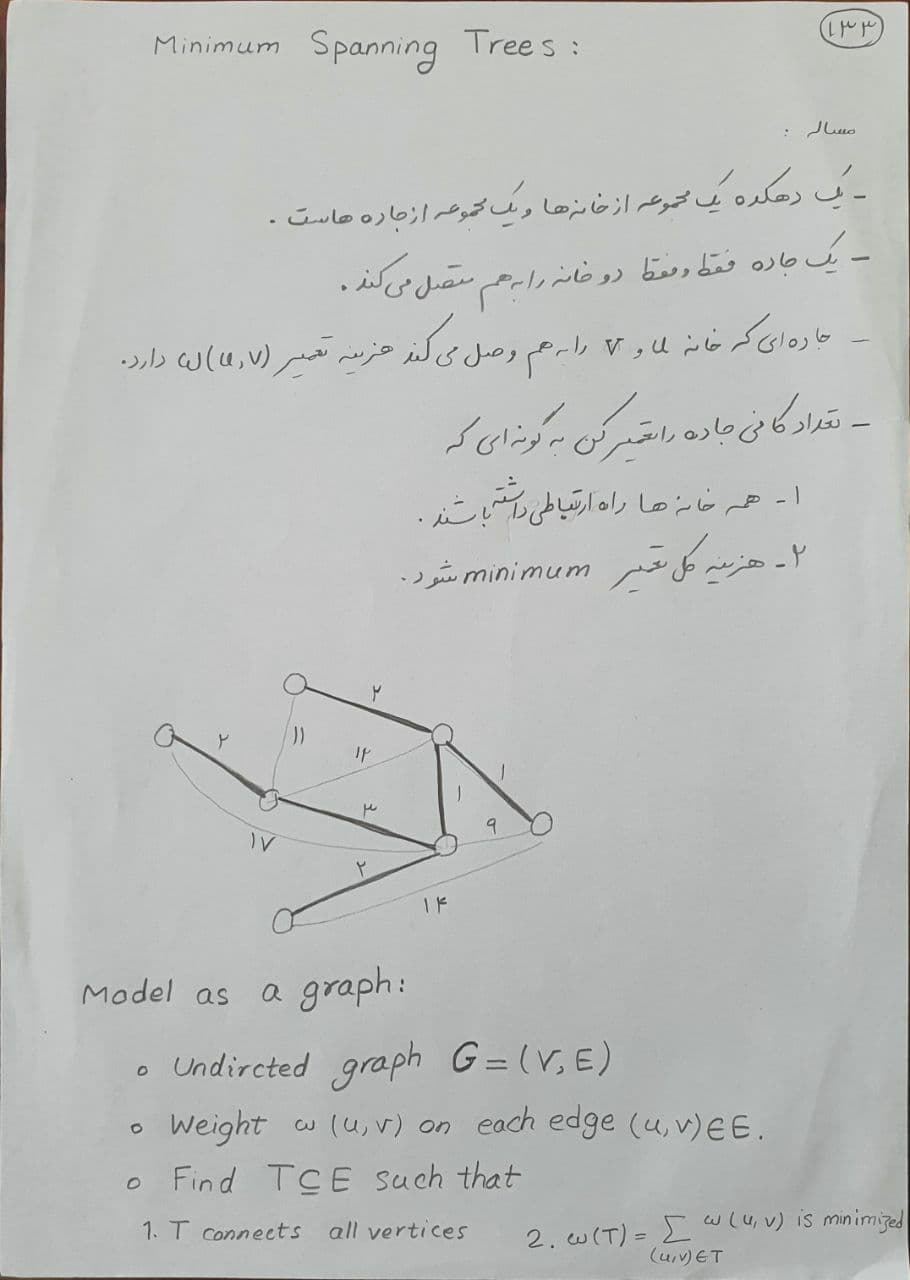 ۱۳۳
Minimum Spanning Trees :
مساله :
- یک دهکده یک مجموعه از خانه‌ها و یک مجموعه از جاده هاست .
- یک جاده فقط و فقط دو خانه را به هم متصل می‌کند .
- جاده‌ای که خانه u و v را به هم وصل می‌کند هزینه تعمیر w(u,v) دارد.
- تعداد کافی جاده را تعمیر کن به گونه‌ای که
۱- همه خانه ها راه ارتباطی داشته باشند .
۲- هزینه کل تعمیر minimum شود.
۲
۲
۱۱
۱۲
۱
۳
۱
۹
۱۷
۲
۱۴
Model as a graph:
o Undircted graph G=(V,E)
o Weight w(u,v) on each edge (u,v)∈E.
o Find T⊆E such that
1. T connects all vertices 2. w(T) = Σ w(u,v) is minimized
(u,v)∈T